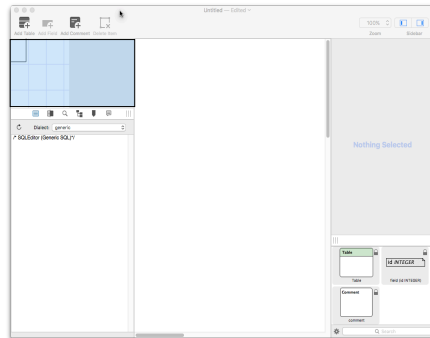 Untitled — Edited
100%
Add Table Add Field Add Comment Delete Item
Zoom Sidebar
Dialect: generic
/* SQLEditor (Generic SQL)*/
Nothing Selected
Table
id INTEGER
Table
field (id INTEGER)
Comment
comment
Search